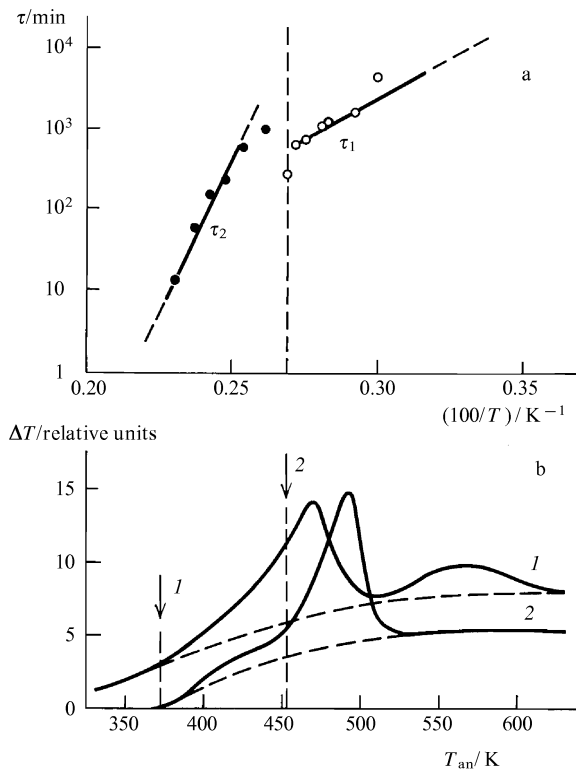 τ/min
a
10⁴
10³
τ₁
10²
τ₂
10
1
0.20 0.25 0.30 0.35
(100/T)/ K⁻¹
ΔT/relative units
b
2
15
1
10
1
5
2
0
350 400 450 500 550 600
Tan/ K